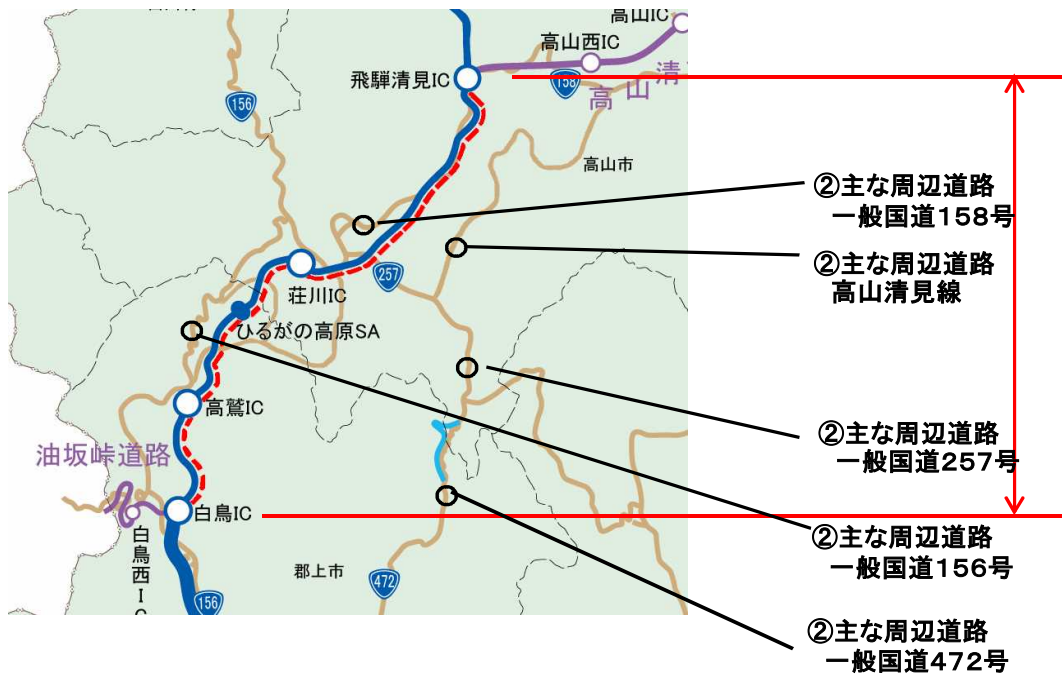 高山IC
高山西IC
飛騨清見IC
158
高山清
156
高山市
②主な周辺道路
一般国道158号
②主な周辺道路
高山清見線
257
荘川IC
ひるがの高原SA
高鷲IC
②主な周辺道路
一般国道257号
油坂峠道路
白鳥IC
白鳥西IC
②主な周辺道路
一般国道156号
郡上市
472
156
②主な周辺道路
一般国道472号